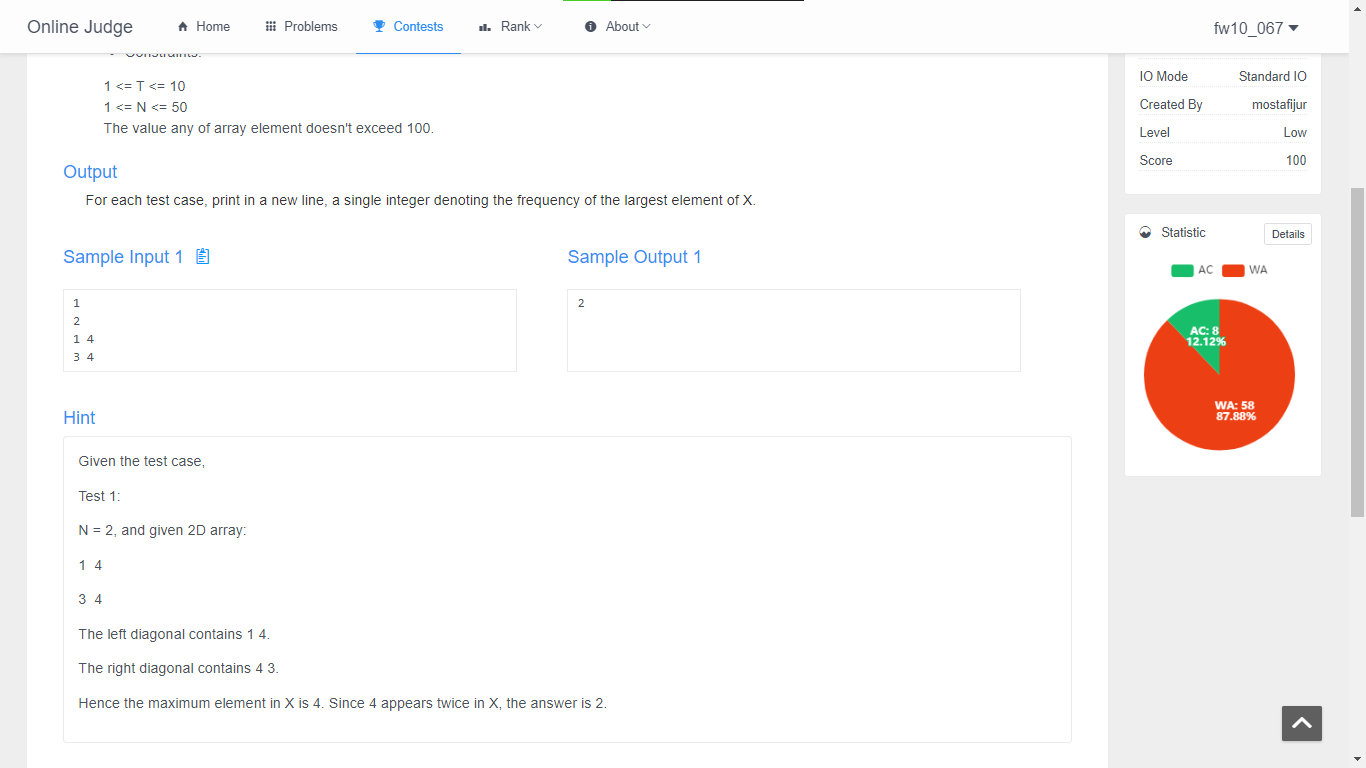 Online Judge
Home
Problems
Contests
Rank
About
fw10_067
Constraints:
1 <= T <= 10
1 <= N <= 50
The value any of array element doesn't exceed 100.
Output
For each test case, print in a new line, a single integer denoting the frequency of the largest element of X.
Sample Input 1
Sample Output 1
1
2
1 4
3 4
2
Hint
Given the test case,
Test 1:
N = 2, and given 2D array:
1 4
3 4
The left diagonal contains 1 4.
The right diagonal contains 4 3.
Hence the maximum element in X is 4. Since 4 appears twice in X, the answer is 2.
IO Mode Standard IO
Created By mostafijur
Level Low
Score 100
Statistic
Details
AC WA
AC: 8
12.12%
WA: 58
87.88%